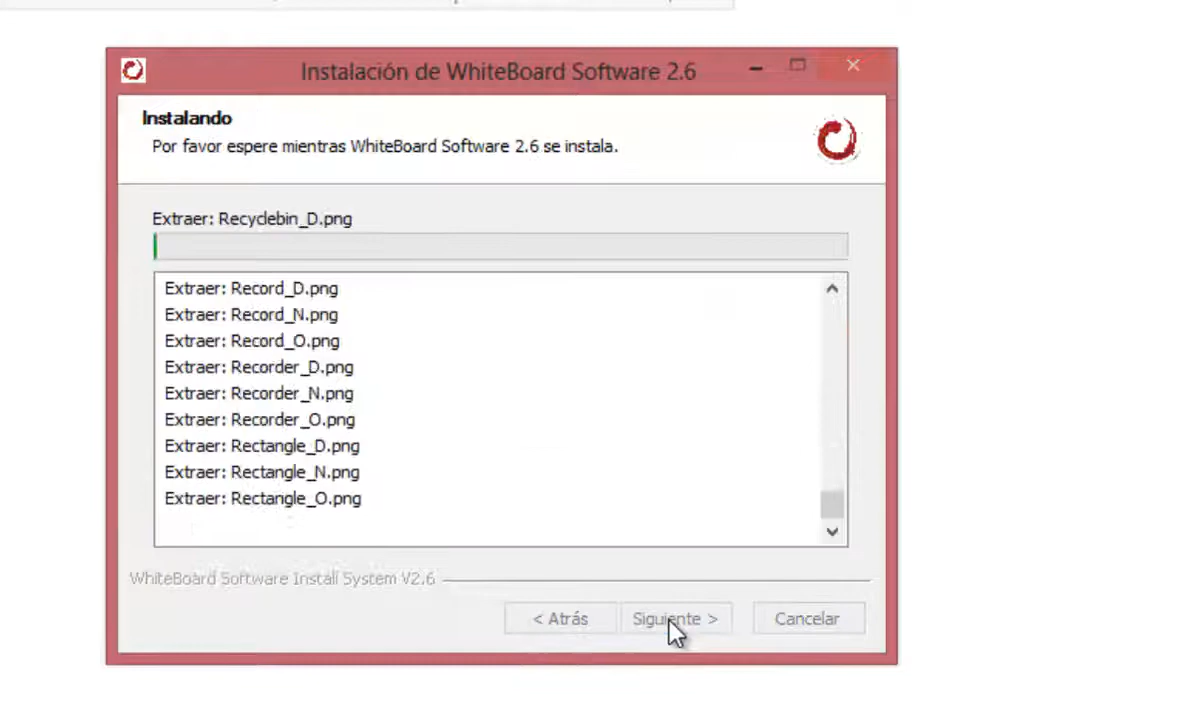 Instalación de WhiteBoard Software 2.6
Instalando
Por favor espere mientras WhiteBoard Software 2.6 se instala.
Extraer: Recyclebin_D.png
Extraer: Record_D.png
Extraer: Record_N.png
Extraer: Record_O.png
Extraer: Recorder_D.png
Extraer: Recorder_N.png
Extraer: Recorder_O.png
Extraer: Rectangle_D.png
Extraer: Rectangle_N.png
Extraer: Rectangle_O.png
WhiteBoard Software Install System V2.6
< Atrás Siguiente > Cancelar